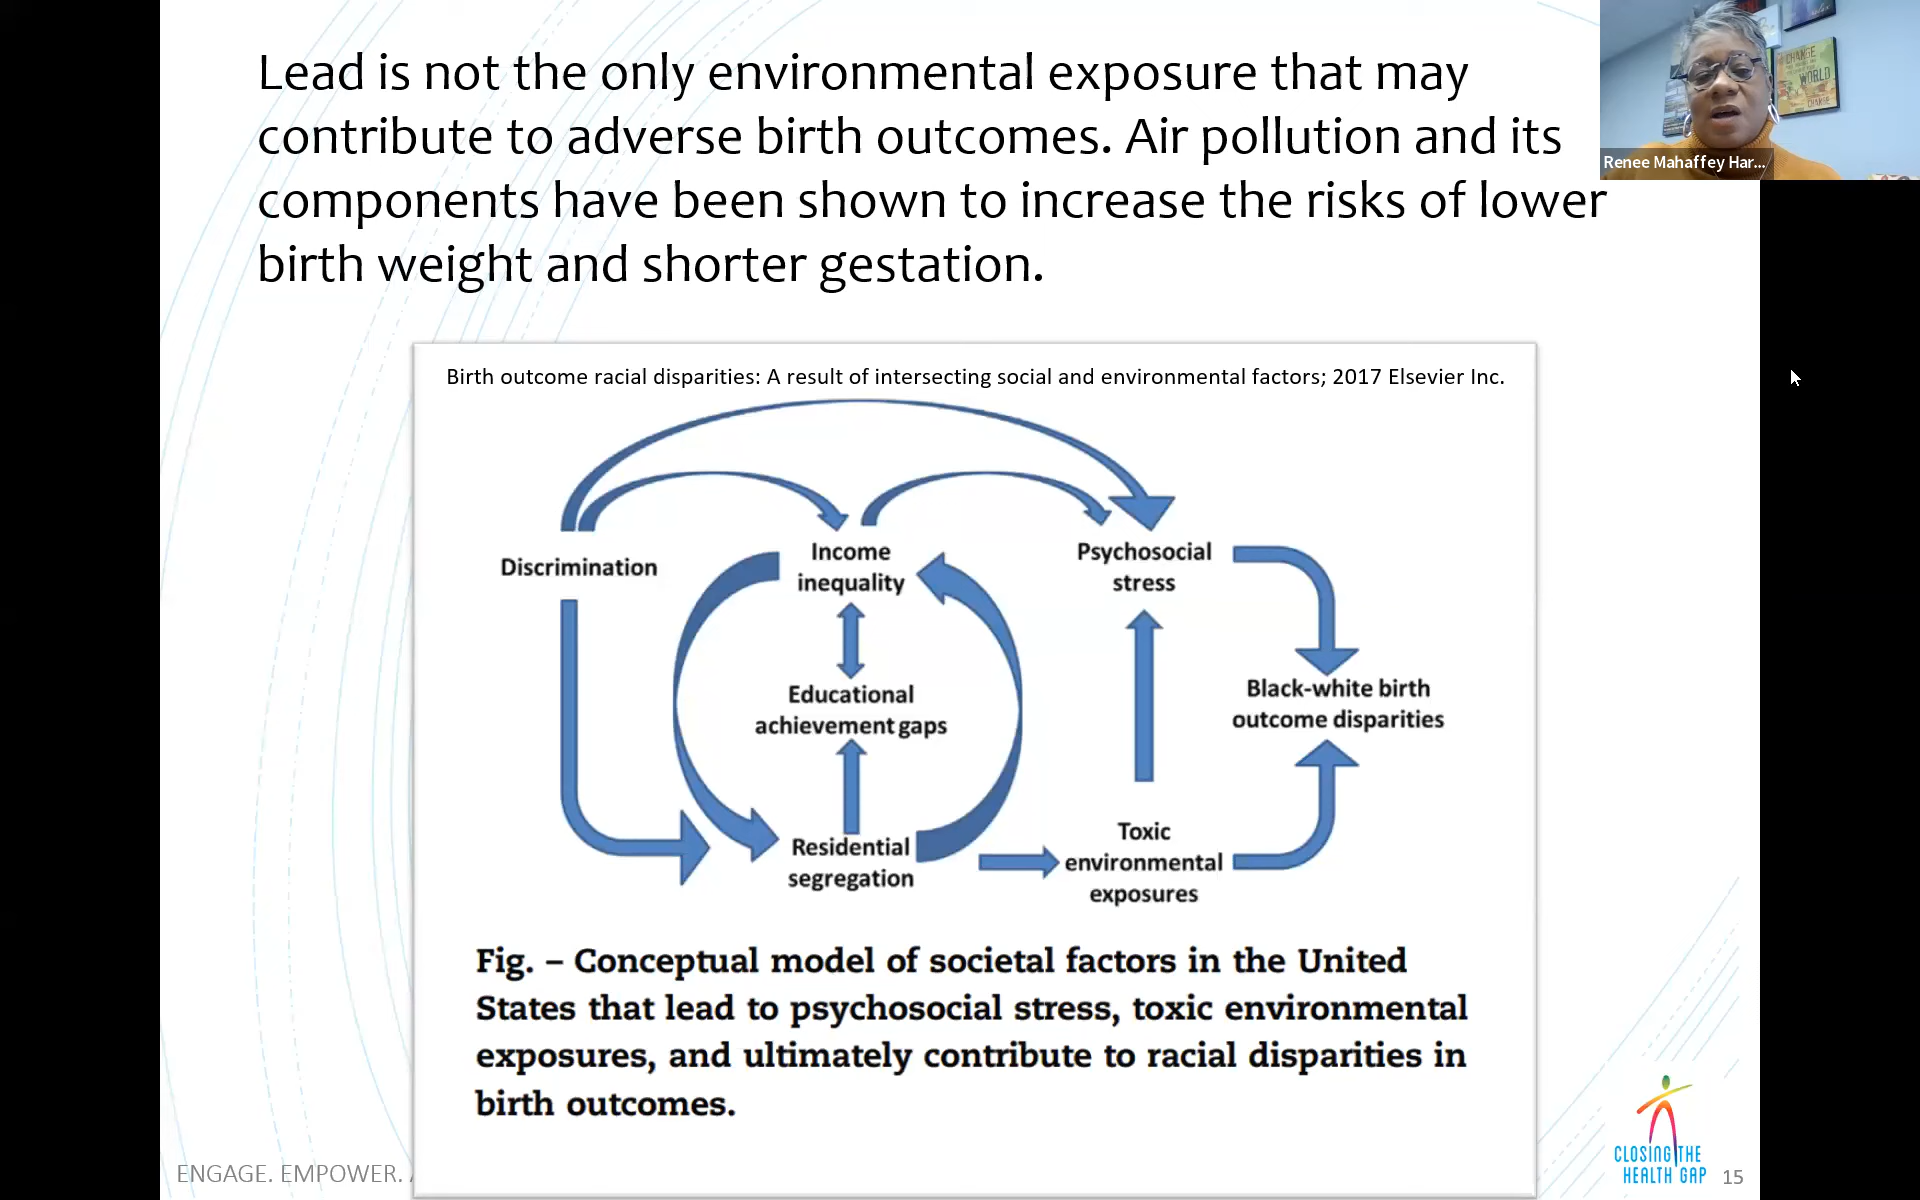 Lead is not the only environmental exposure that may
contribute to adverse birth outcomes. Air pollution and its
components have been shown to increase the risks of lower
birth weight and shorter gestation.
CHANGE
WORLD
CHANGE
Renee Mahaffey Har...
Birth outcome racial disparities: A result of intersecting social and environmental factors; 2017 Elsevier Inc.
Discrimination
Income
inequality
Psychosocial
stress
Educational
achievement gaps
Black-white birth
outcome disparities
Residential
segregation
Toxic
environmental
exposures
Fig. – Conceptual model of societal factors in the United
States that lead to psychosocial stress, toxic environmental
exposures, and ultimately contribute to racial disparities in
birth outcomes.
ENGAGE. EMPOWER.
CLOSING THE
HEALTH GAP
15